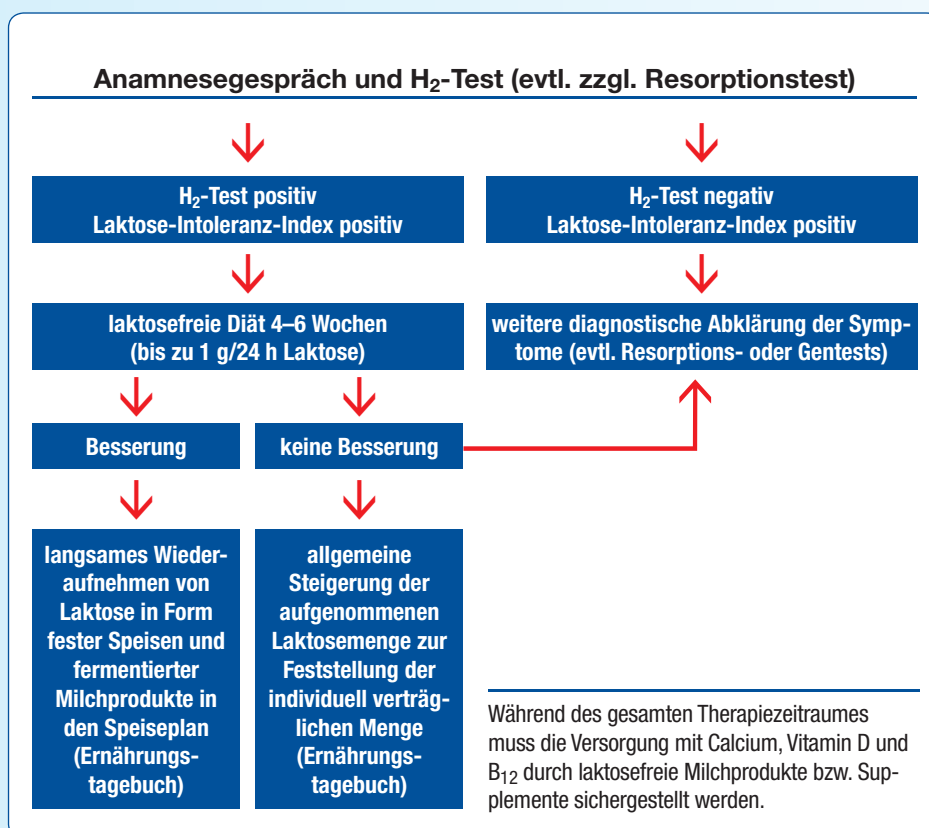 Anamnesegespräch und H₂-Test (evtl. zzgl. Resorptionstest)
H₂-Test positiv
Laktose-Intoleranz-Index positiv
H₂-Test negativ
Laktose-Intoleranz-Index positiv
laktosefreie Diät 4–6 Wochen
(bis zu 1 g/24 h Laktose)
weitere diagnostische Abklärung der Symp-
tome (evtl. Resorptions- oder Gentests)
Besserung
keine Besserung
langsames Wieder-
aufnehmen von
Laktose in Form
fester Speisen und
fermentierter
Milchprodukte in
den Speiseplan
(Ernährungs-
tagebuch)
allgemeine
Steigerung der
aufgenommenen
Laktosemenge zur
Feststellung der
individuell verträg-
lichen Menge
(Ernährungs-
tagebuch)
Während des gesamten Therapiezeitraumes
muss die Versorgung mit Calcium, Vitamin D und
B₁₂ durch laktosefreie Milchprodukte bzw. Sup-
plemente sichergestellt werden.